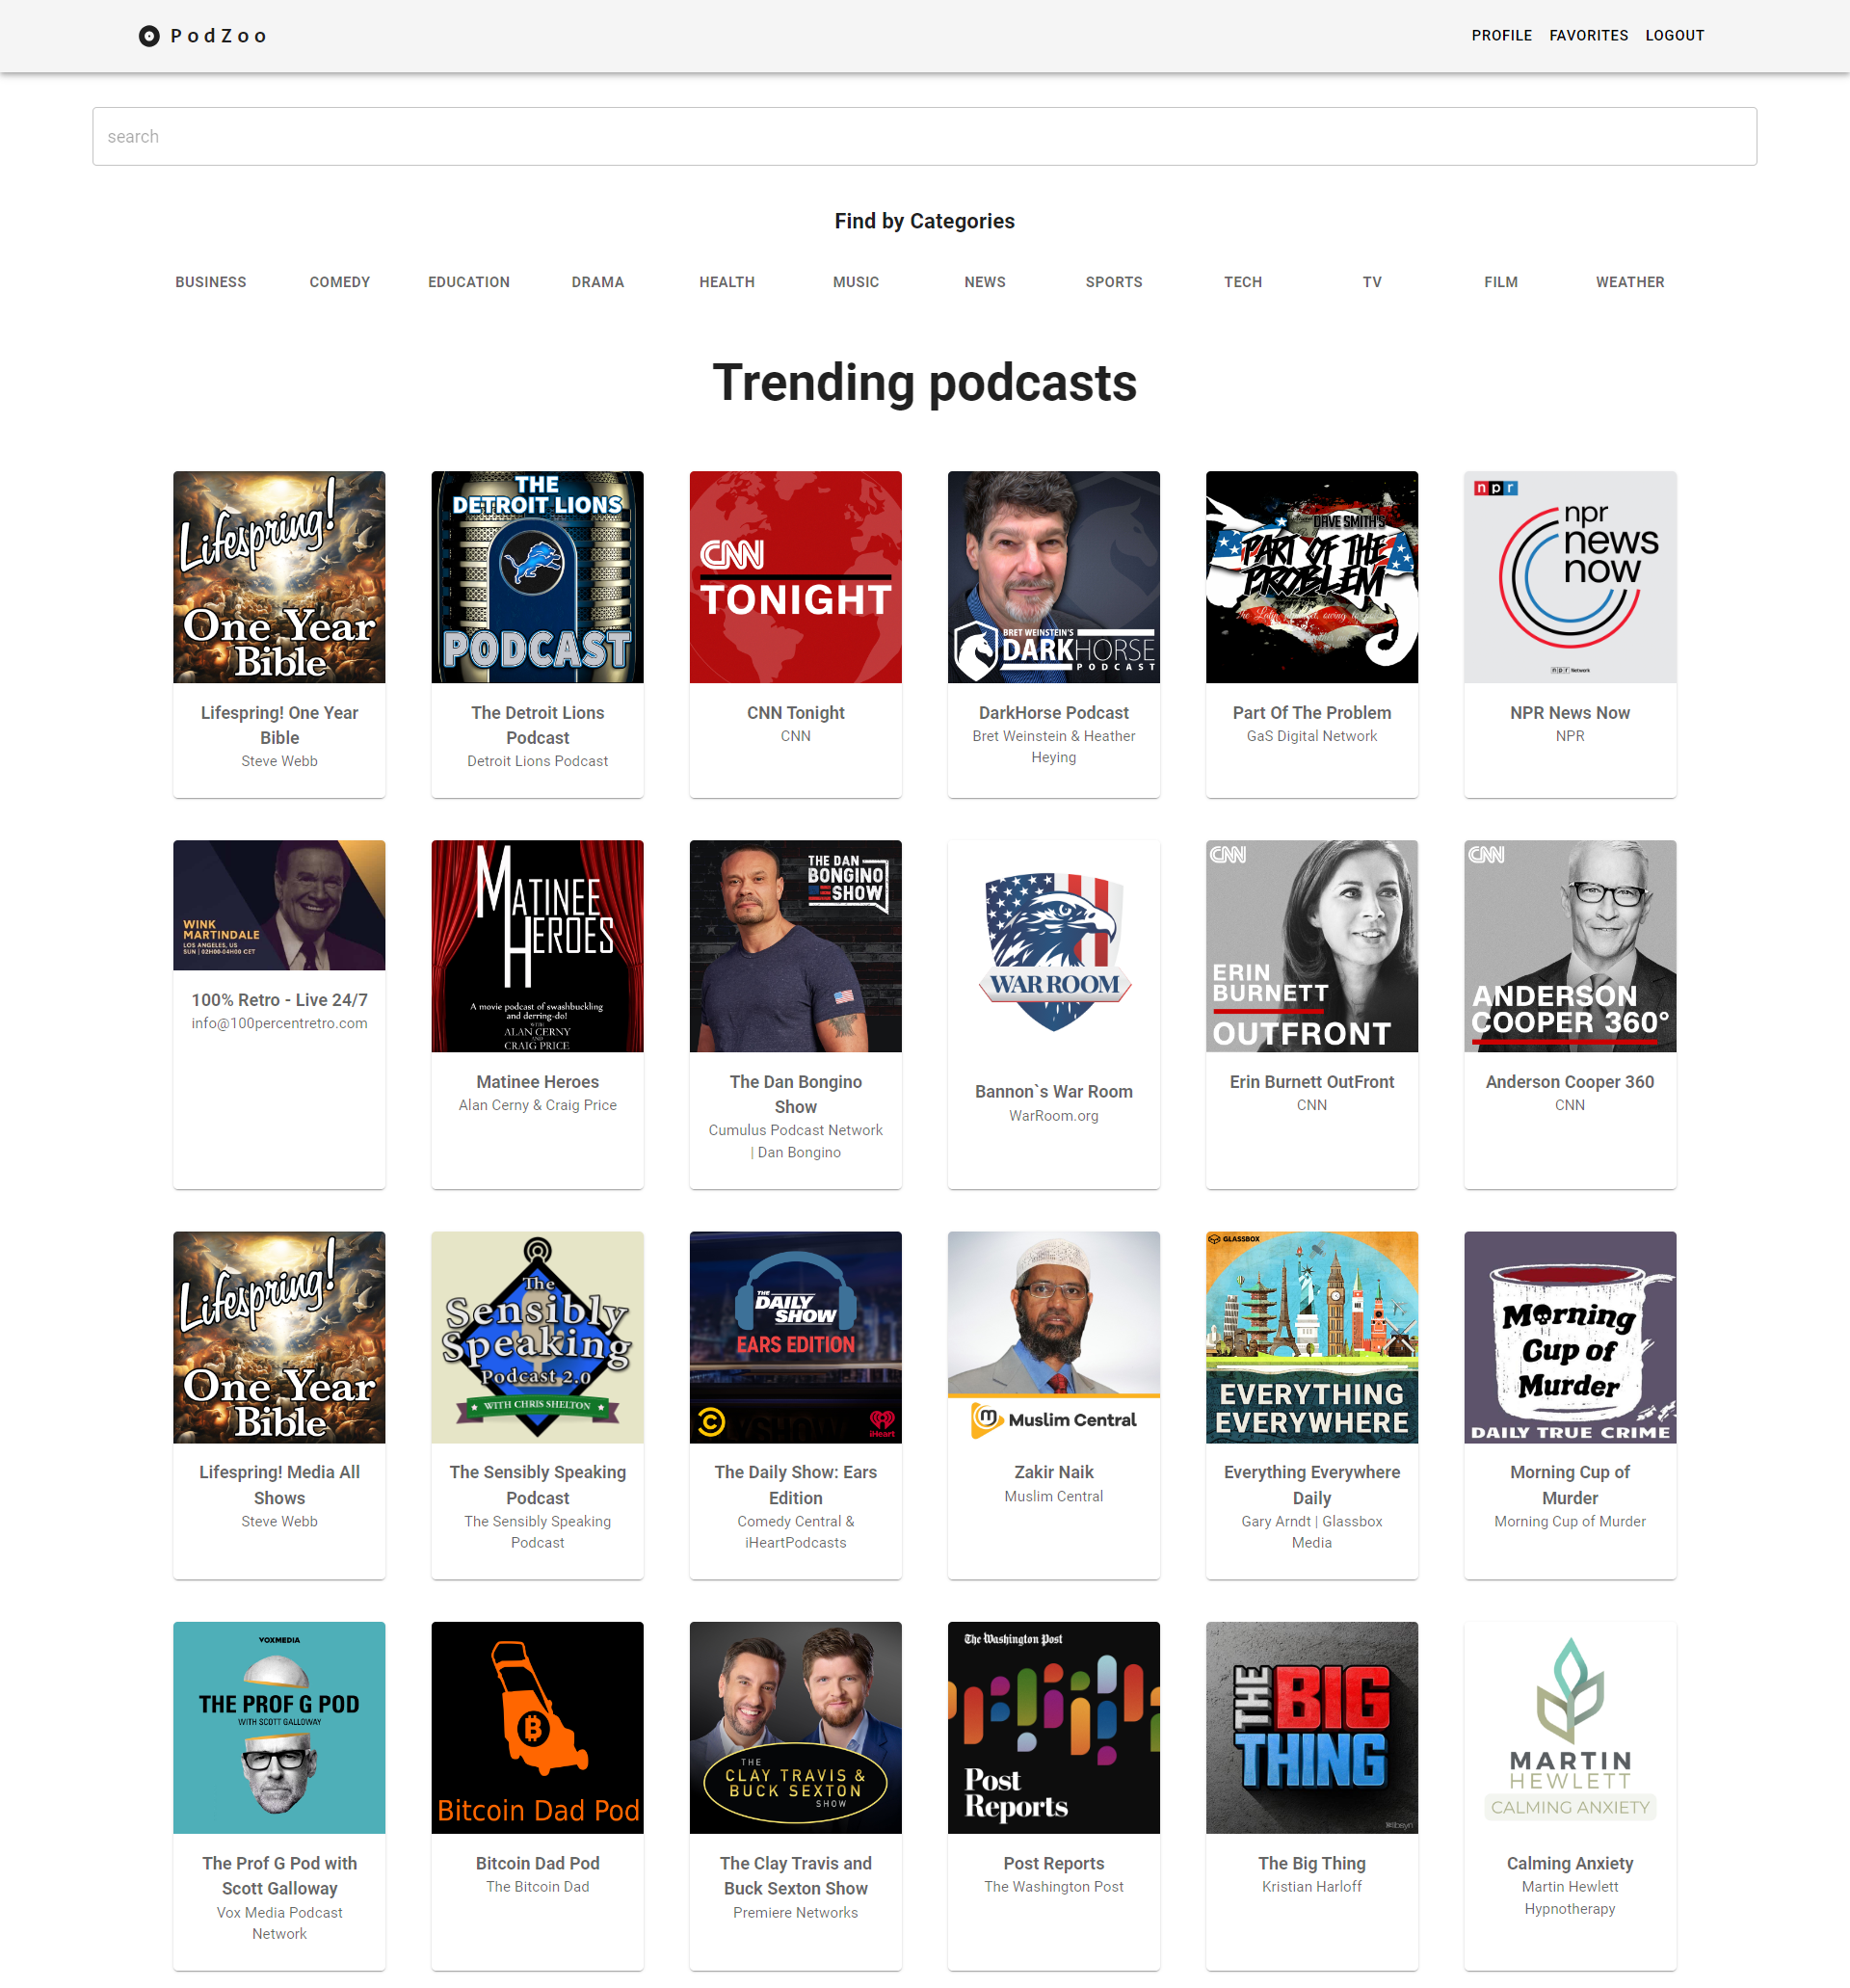 PodZoo
PROFILE FAVORITES LOGOUT
search
Find by Categories
BUSINESS COMEDY EDUCATION DRAMA HEALTH MUSIC NEWS SPORTS TECH TV FILM WEATHER
Trending podcasts
Lifespring!
One Year
Bible
Lifespring! One Year
Bible
Steve Webb
THE
DETROIT LIONS
PODCAST
The Detroit Lions
Podcast
Detroit Lions Podcast
CNN
TONIGHT
CNN Tonight
CNN
BRET WEINSTEIN'S
DARKHORSE
PODCAST
DarkHorse Podcast
Bret Weinstein & Heather
Heying
DAVE SMITH'S
PART OF THE
PROBLEM
Part Of The Problem
GaS Digital Network
npr
npr
news
now
npr Network
NPR News Now
NPR
WINK
MARTINDALE
LOS ANGELES, US
SUN | 02H00-04H00 CET
100% Retro - Live 24/7
info@100percentretro.com
MATINEE
HEROES
A movie podcast of swashbuckling
and derring-do!
WITH
ALAN CERNY
AND
CRAIG PRICE
Matinee Heroes
Alan Cerny & Craig Price
THE DAN
BONGINO
SHOW
The Dan Bongino
Show
Cumulus Podcast Network
| Dan Bongino
WAR ROOM
Bannon`s War Room
WarRoom.org
CNN
ERIN
BURNETT
OUTFRONT
Erin Burnett OutFront
CNN
CNN
ANDERSON
COOPER 360°
Anderson Cooper 360
CNN
Lifespring!
One Year
Bible
Lifespring! Media All
Shows
Steve Webb
The
Sensibly
Speaking
Podcast 2.0
WITH CHRIS SHELTON
The Sensibly Speaking
Podcast
The Sensibly Speaking
Podcast
THE
DAILY
SHOW
EARS EDITION
iHeart
The Daily Show: Ears
Edition
Comedy Central &
iHeartPodcasts
Muslim Central
Zakir Naik
Muslim Central
GLASSBOX
EVERYTHING
EVERYWHERE
Everything Everywhere
Daily
Gary Arndt | Glassbox
Media
Morning
Cup of
Murder
DAILY TRUE CRIME
Morning Cup of
Murder
Morning Cup of Murder
VOXMEDIA
THE PROF G POD
WITH SCOTT GALLOWAY
The Prof G Pod with
Scott Galloway
Vox Media Podcast
Network
Bitcoin Dad Pod
Bitcoin Dad Pod
The Bitcoin Dad
THE
CLAY TRAVIS &
BUCK SEXTON
SHOW
The Clay Travis and
Buck Sexton Show
Premiere Networks
The Washington Post
Post
Reports
Post Reports
The Washington Post
THE
BIG
THING
libsyn
The Big Thing
Kristian Harloff
MARTIN
HEWLETT
CALMING ANXIETY
Calming Anxiety
Martin Hewlett
Hypnotherapy